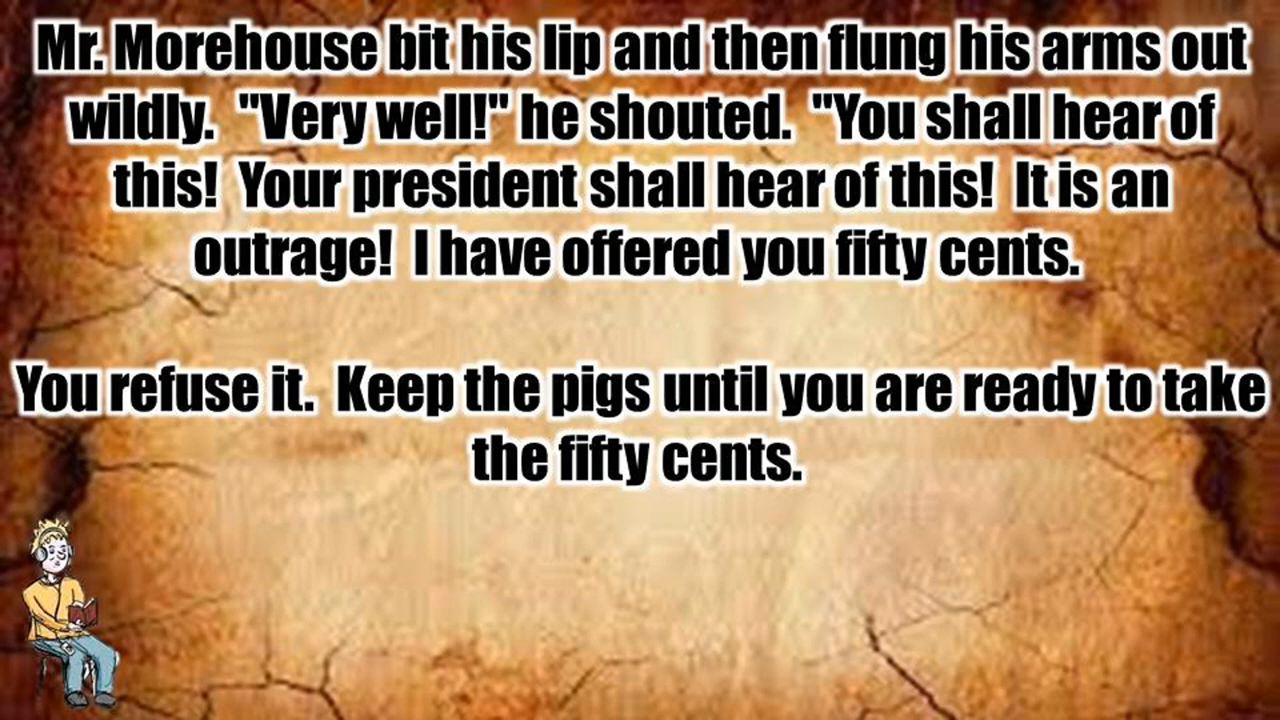 Mr. Morehouse bit his lip and then flung his arms out
wildly.  "Very well!" he shouted.  "You shall hear of
this!  Your president shall hear of this!  It is an
outrage!  I have offered you fifty cents.
You refuse it.  Keep the pigs until you are ready to take
the fifty cents.